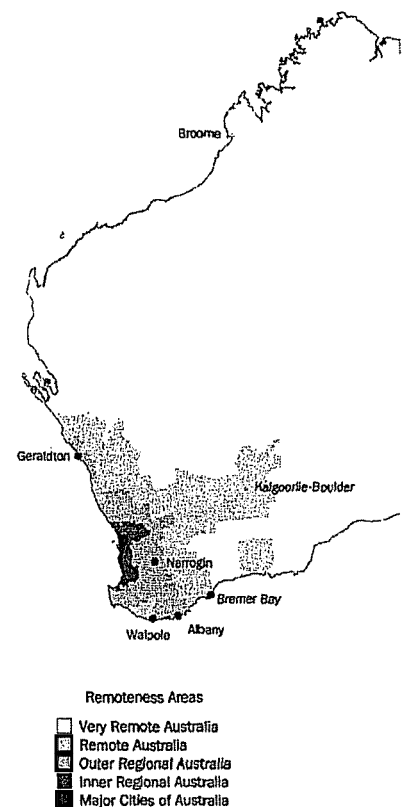 Broome
Geraldton
Kalgoorlie-Boulder
Narrogin
Bremer Bay
Albany
Walpole
Remoteness Areas
Very Remote Australia
Remote Australia
Outer Regional Australia
Inner Regional Australia
Major Cities of Australia